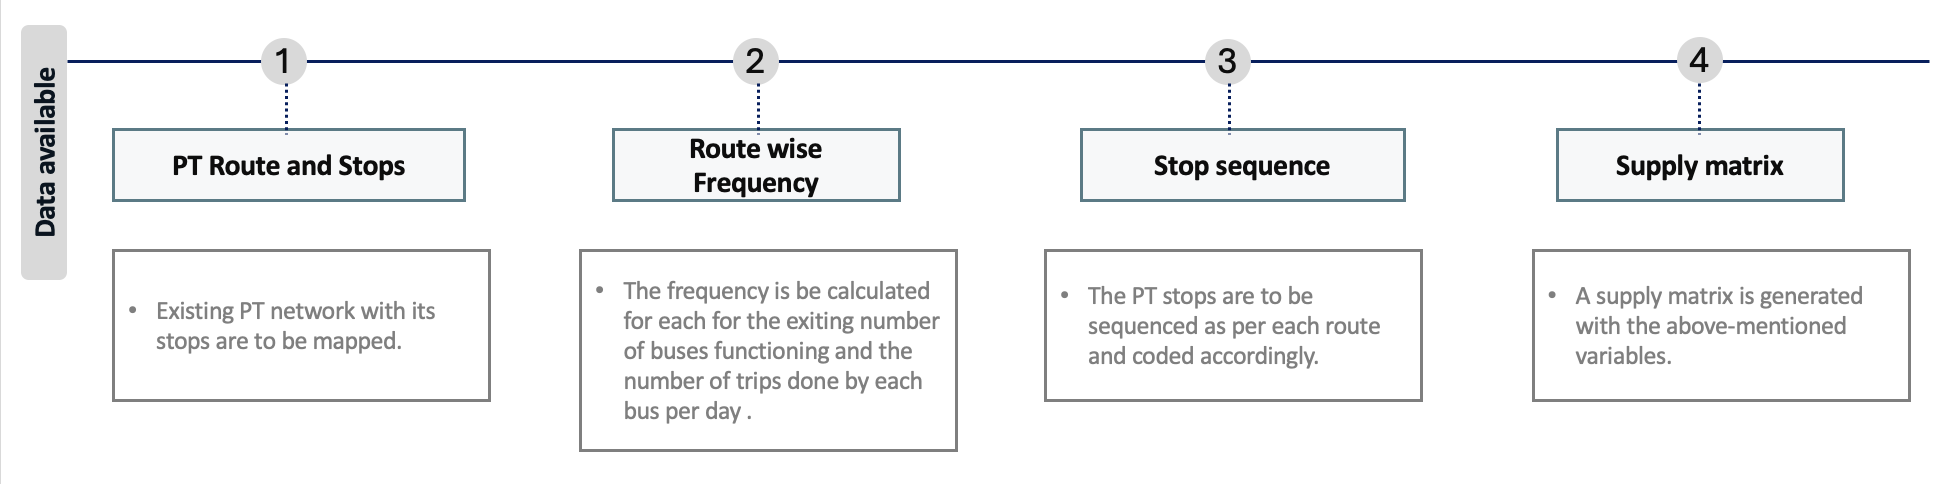 Data available
1
2
3
4
PT Route and Stops
Route wise
Frequency
Stop sequence
Supply matrix
• Existing PT network with its
stops are to be mapped.
• The frequency is be calculated
for each for the exiting number
of buses functioning and the
number of trips done by each
bus per day .
• The PT stops are to be
sequenced as per each route
and coded accordingly.
• A supply matrix is generated
with the above-mentioned
variables.